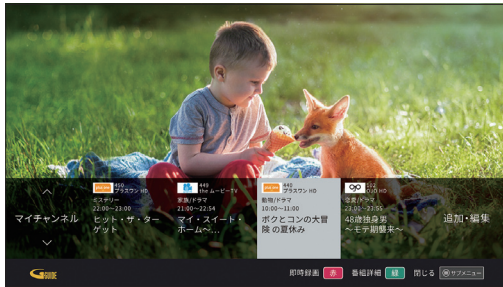 450
プラスワン HD
ミステリー
22:00~23:00
ヒット・ザ・ター
ゲット
449
the ムービーTV
家族/ドラマ
21:00~22:54
マイ・スイート・
ホーム～…
440
プラスワン HD
動物/ドラマ
10:00~11:00
ボクとコンの大冒
険 の夏休み
OJO
102
OJO HD
恋愛/ドラマ
23:00~23:55
48歳独身男
～モテ期襲来～
マイチャンネル
追加・編集
G GUIDE
即時録画 赤 番組詳細 緑 閉じる サブメニュー